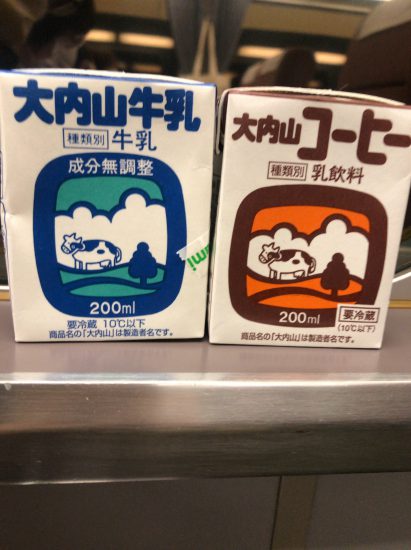 大内山牛乳
種類別 牛乳
成分無調整
200ml
要冷蔵 10℃以下
商品名の「大内山」は製造者名です。
大内山コーヒー
種類別 乳飲料
200ml
要冷蔵
(10℃以下)
商品名の「大内山」は製造者名です。